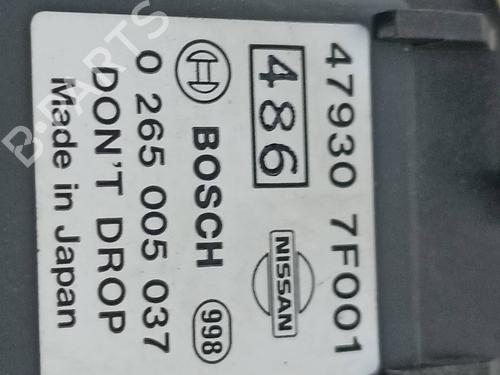 47930 7F001
486 NISSAN
BOSCH 998
0 265 005 037
DON'T DROP
Made in Japan
B-PARTS